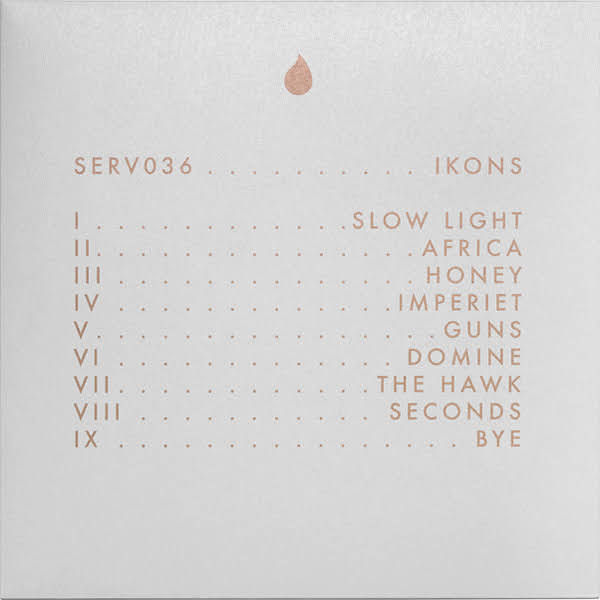 SERV036 . . . . . . . . . . IKONS
I . . . . . . . . . . . . SLOW LIGHT
II. . . . . . . . . . . . . . . AFRICA
III . . . . . . . . . . . . . . HONEY
IV . . . . . . . . . . . . . IMPERIET
V. . . . . . . . . . . . . . . . GUNS
VI . . . . . . . . . . . . . DOMINE
VII. . . . . . . . . . . . THE HAWK
VIII . . . . . . . . . . . SECONDS
IX . . . . . . . . . . . . . . . . BYE